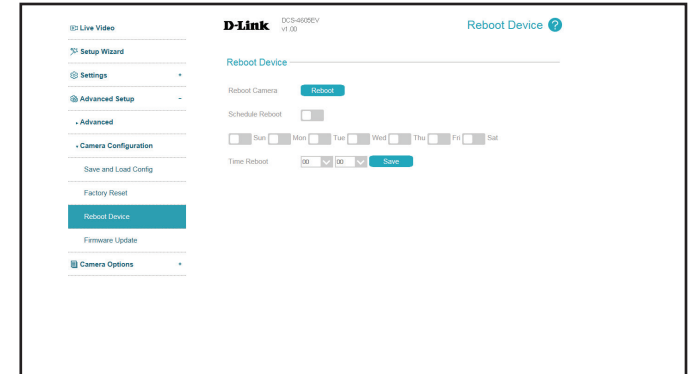 Live Video
Setup Wizard
Settings +
Advanced Setup -
Advanced
Camera Configuration
Save and Load Config
Factory Reset
Reboot Device
Firmware Update
Camera Options +
D-Link DCS-4605EV
v1.00
Reboot Device ?
Reboot Device
Reboot Camera Reboot
Schedule Reboot
Sun Mon Tue Wed Thu Fri Sat
Time Reboot 00 00 Save